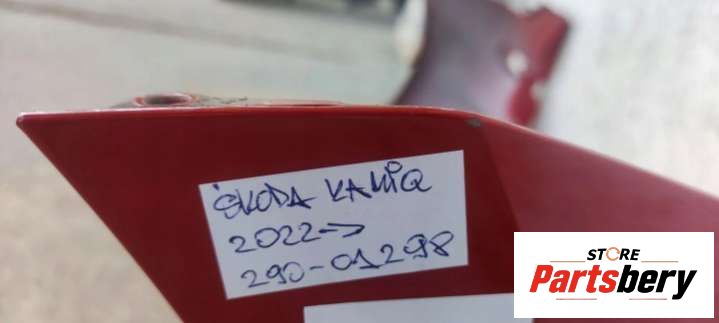 ŠKODA KAMIQ
2022->
290-01298
STORE
Partsbery